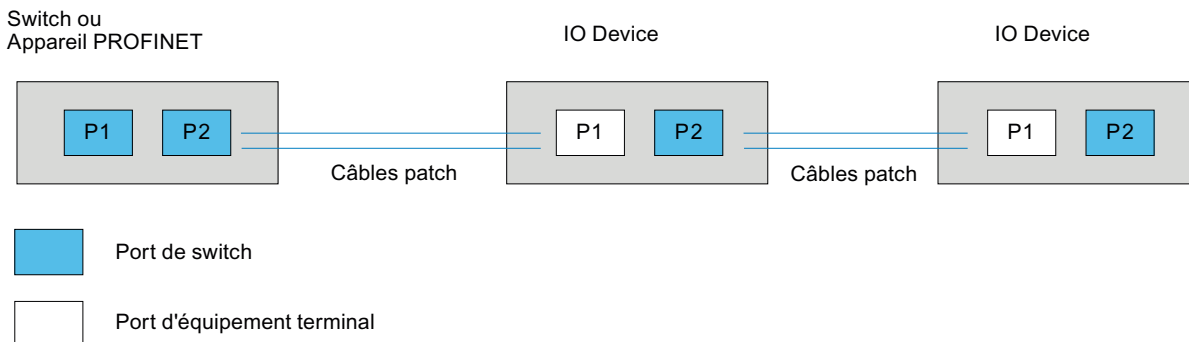 Switch ou
Appareil PROFINET
IO Device
IO Device
P1
P2
P1
P2
P1
P2
Câbles patch
Câbles patch
Port de switch
Port d'équipement terminal